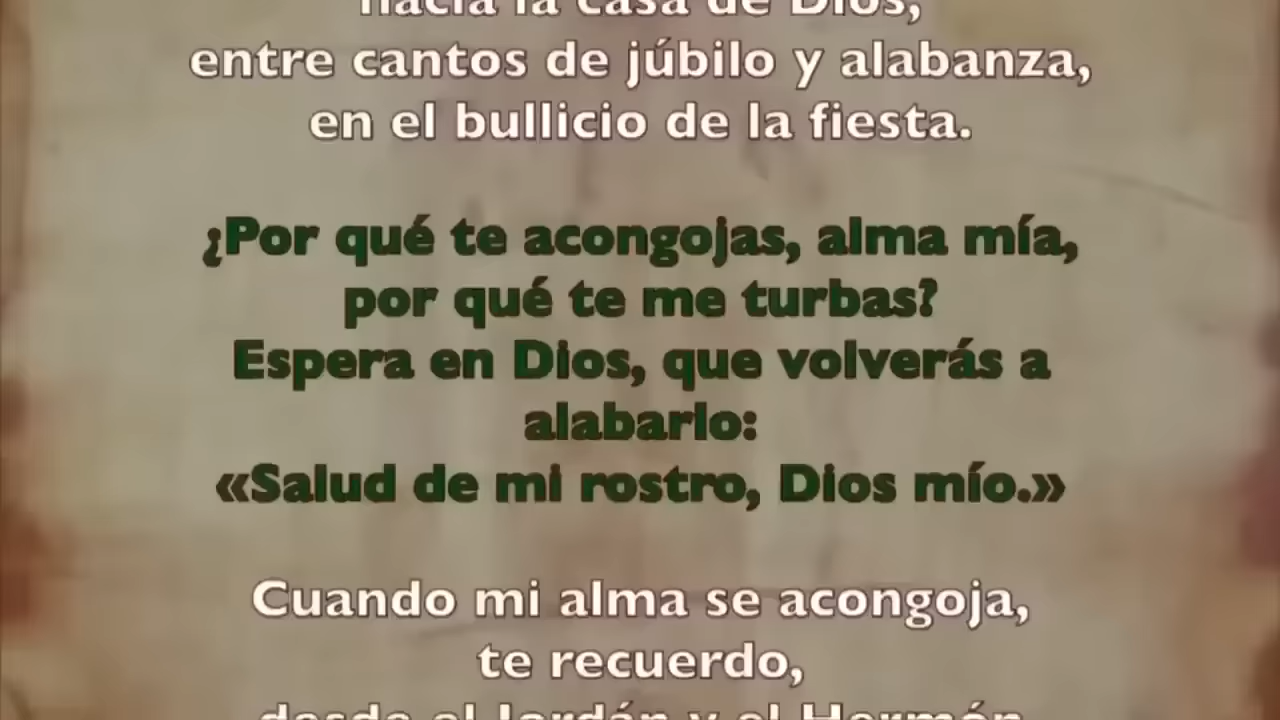 hacia la casa de Dios,
entre cantos de júbilo y alabanza,
en el bullicio de la fiesta.
¿Por qué te acongojas, alma mía,
por qué te me turbas?
Espera en Dios, que volverás a
alabarlo:
«Salud de mi rostro, Dios mío.»
Cuando mi alma se acongoja,
te recuerdo,
desde el Jordán y el Hermón